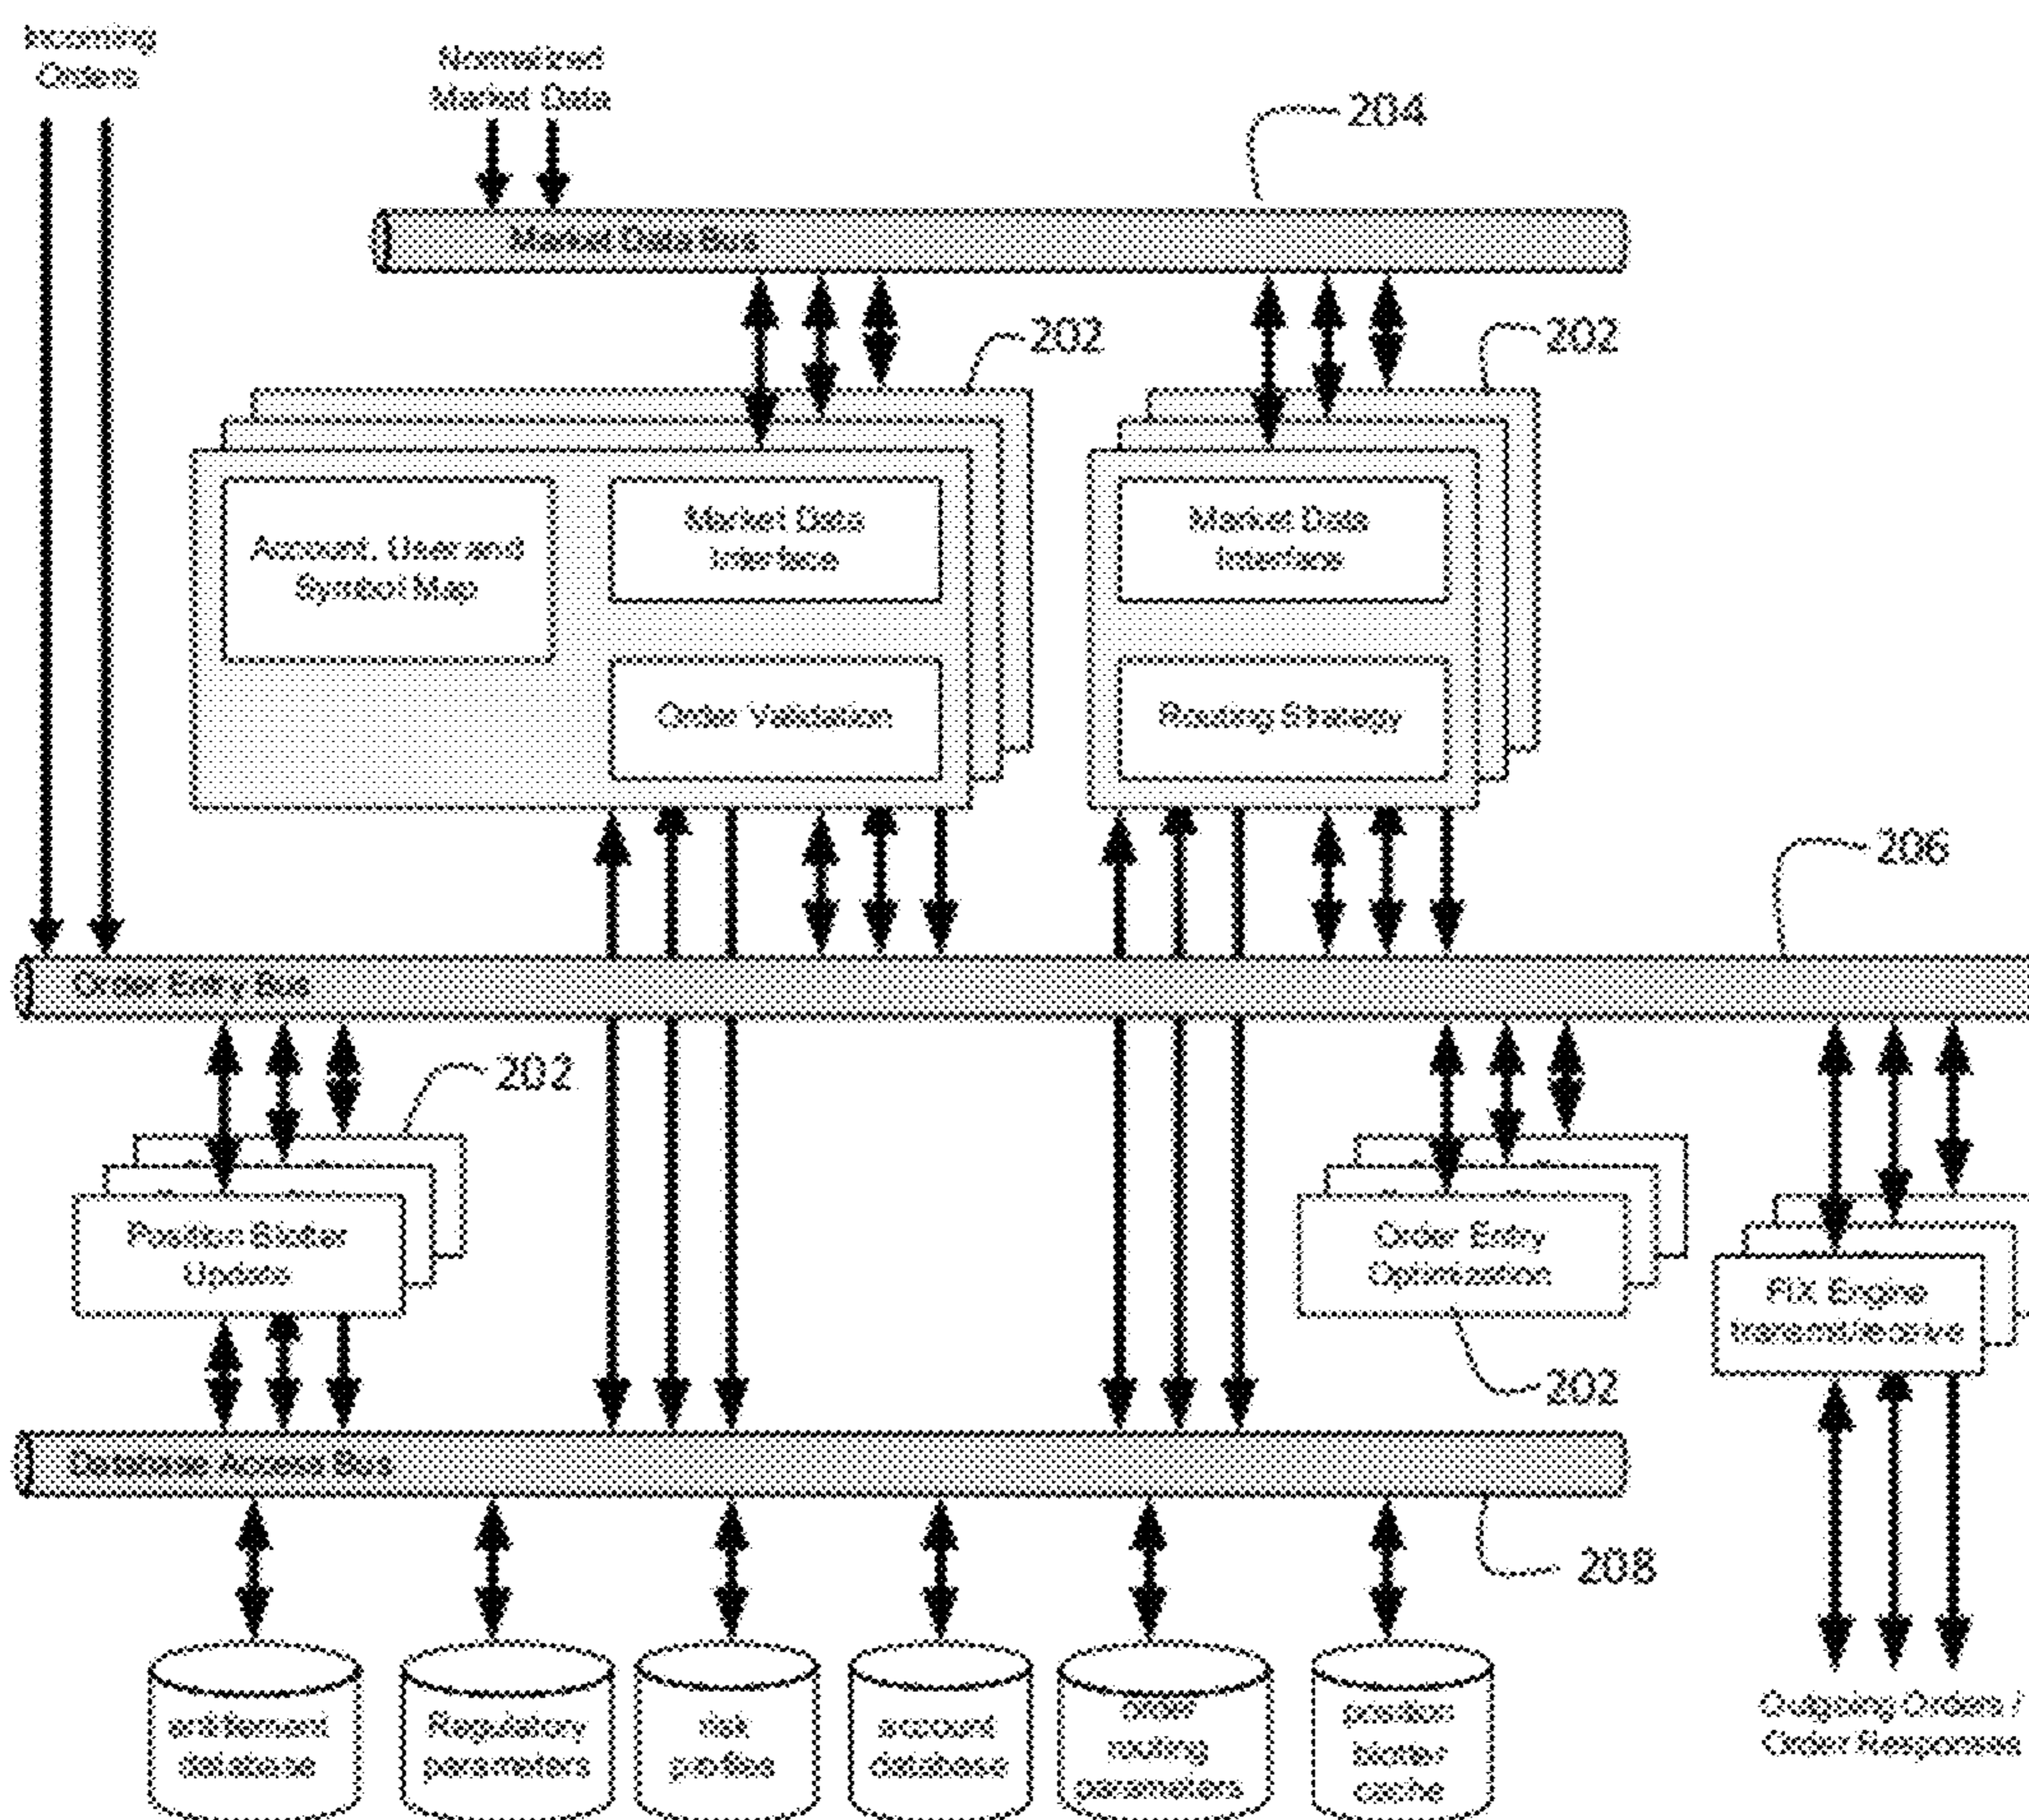 Incoming
Orders
Normalized
Market Data
204
Market Data Bus
202
202
Account, User and
Symbol Map
Market Data
Interface
Market Data
Interface
Order Validation
Routing Strategy
206
Order Entry Bus
202
Position Blotter
Update
Order Entry
Optimization
FIX Engine
transmit/receive
202
Database Access Bus
208
entitlement
database
Regulatory
parameters
risk
profiles
account
database
order
routing
parameters
position
blotter
cache
Outgoing Orders /
Order Responses